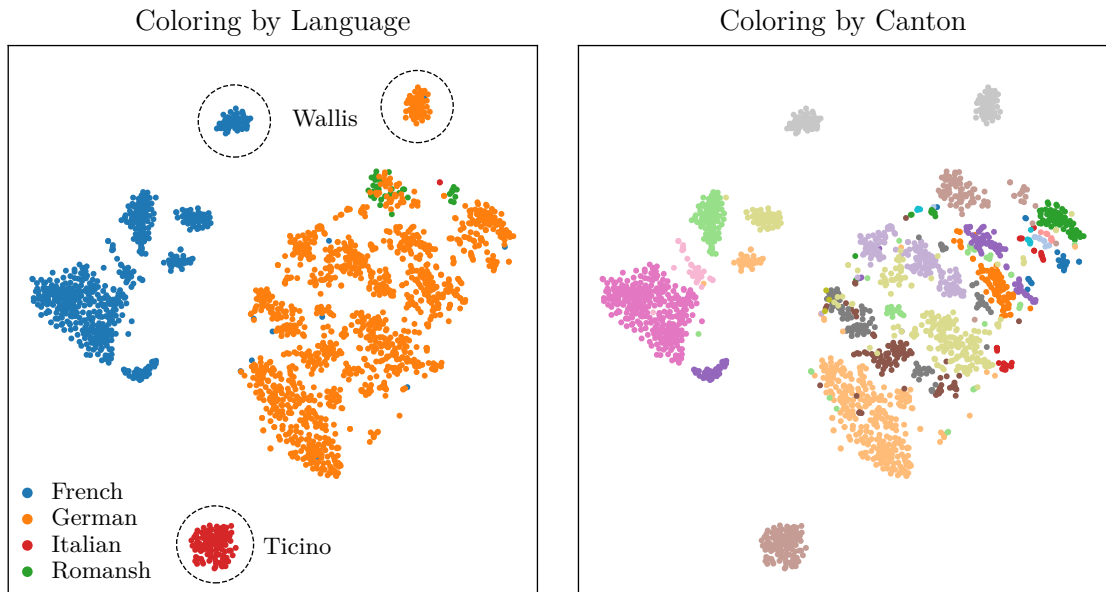 Coloring by Language
Coloring by Canton
Wallis
French
German
Italian
Romansh
Ticino